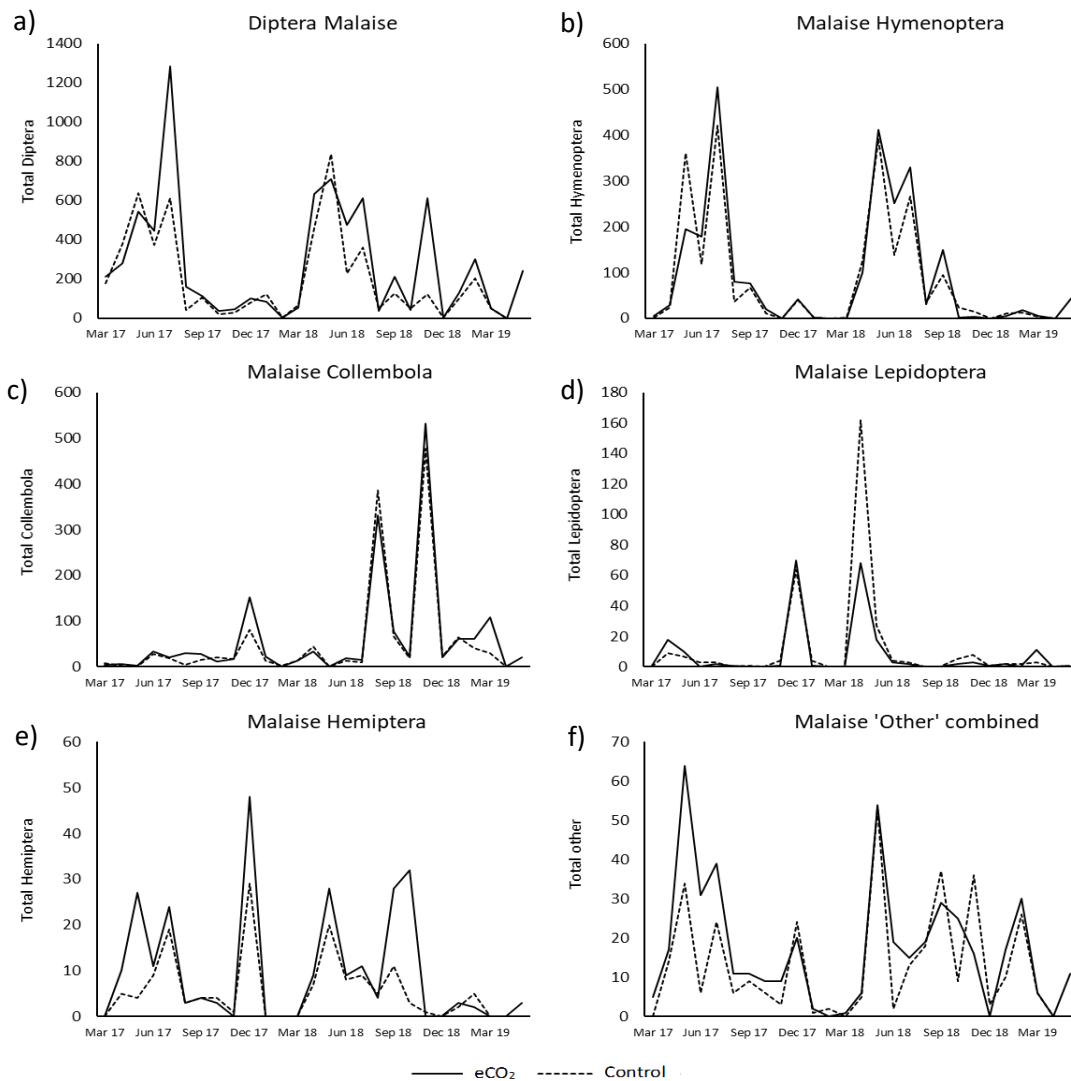 a)
Diptera Malaise
Total Diptera
1400
1200
1000
800
600
400
200
0
Mar 17 Jun 17 Sep 17 Dec 17 Mar 18 Jun 18 Sep 18 Dec 18 Mar 19
b)
Malaise Hymenoptera
Total Hymenoptera
600
500
400
300
200
100
0
Mar 17 Jun 17 Sep 17 Dec 17 Mar 18 Jun 18 Sep 18 Dec 18 Mar 19
c)
Malaise Collembola
Total Collembola
600
500
400
300
200
100
0
Mar 17 Jun 17 Sep 17 Dec 17 Mar 18 Jun 18 Sep 18 Dec 18 Mar 19
d)
Malaise Lepidoptera
Total Lepidoptera
180
160
140
120
100
80
60
40
20
0
Mar 17 Jun 17 Sep 17 Dec 17 Mar 18 Jun 18 Sep 18 Dec 18 Mar 19
e)
Malaise Hemiptera
Total Hemiptera
60
50
40
30
20
10
0
Mar 17 Jun 17 Sep 17 Dec 17 Mar 18 Jun 18 Sep 18 Dec 18 Mar 19
f)
Malaise 'Other' combined
Total other
70
60
50
40
30
20
10
0
Mar 17 Jun 17 Sep 17 Dec 17 Mar 18 Jun 18 Sep 18 Dec 18 Mar 19
eCO₂ Control